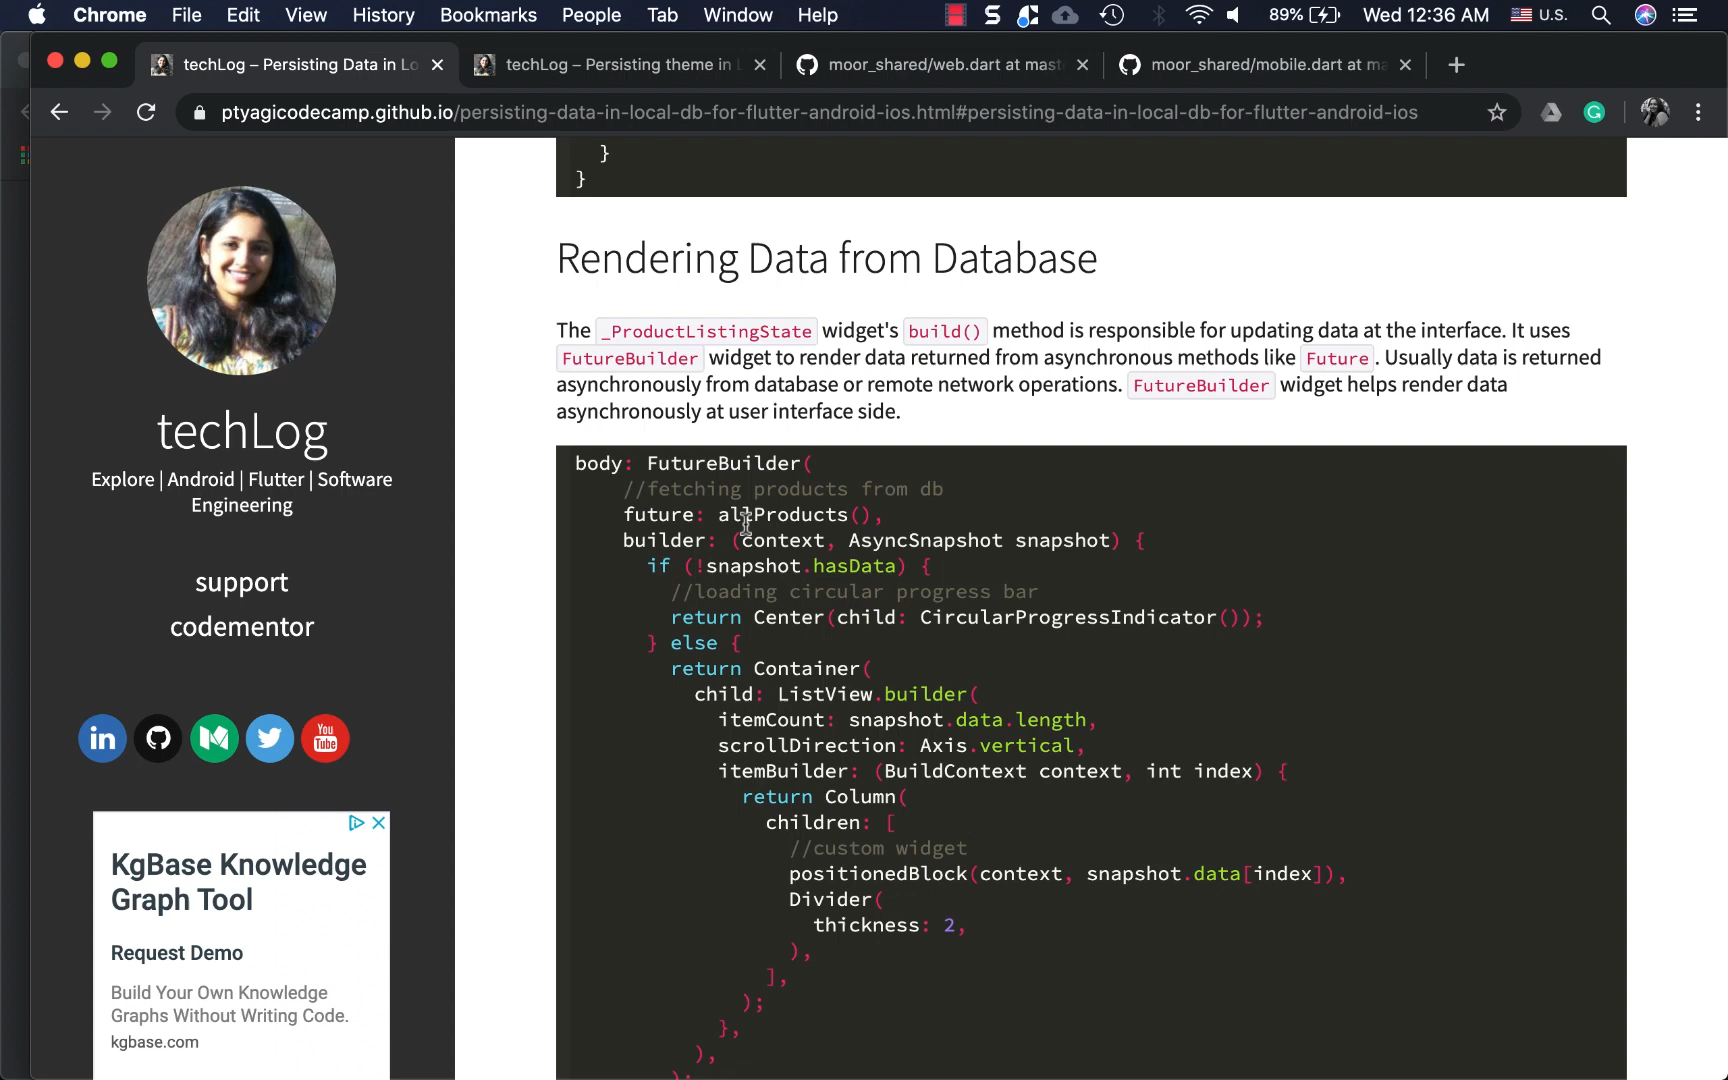 Chrome File Edit View History Bookmarks People Tab Window Help 89% Wed 12:36 AM U.S.
techLog – Persisting Data in Lo
techLog – Persisting theme in
moor_shared/web.dart at mast
moor_shared/mobile.dart at ma
ptyagicodecamp.github.io/persisting-data-in-local-db-for-flutter-android-ios.html#persisting-data-in-local-db-for-flutter-android-ios
techLog
Explore | Android | Flutter | Software
Engineering
support
codementor
in
You
Tube
KgBase Knowledge
Graph Tool
Request Demo
Build Your Own Knowledge
Graphs Without Writing Code.
kgbase.com
}
}
Rendering Data from Database
The _ProductListingState widget's build() method is responsible for updating data at the interface. It uses
FutureBuilder widget to render data returned from asynchronous methods like Future. Usually data is returned
asynchronously from database or remote network operations. FutureBuilder widget helps render data
asynchronously at user interface side.
body: FutureBuilder(
//fetching products from db
future: allProducts(),
builder: (context, AsyncSnapshot snapshot) {
if (!snapshot.hasData) {
//loading circular progress bar
return Center(child: CircularProgressIndicator());
} else {
return Container(
child: ListView.builder(
itemCount: snapshot.data.length,
scrollDirection: Axis.vertical,
itemBuilder: (BuildContext context, int index) {
return Column(
children: [
//custom widget
positionedBlock(context, snapshot.data[index]),
Divider(
thickness: 2,
),
],
);
},
),
);